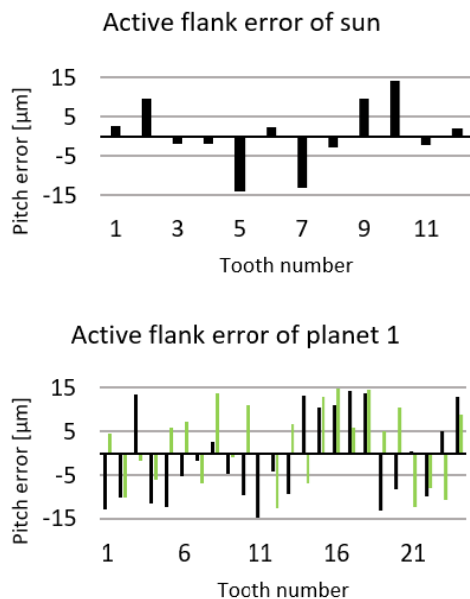 Active flank error of sun
Pitch error [µm]
15
5
-5
-15
1 3 5 7 9 11
Tooth number
Active flank error of planet 1
Pitch error [µm]
15
5
-5
-15
1 6 11 16 21
Tooth number